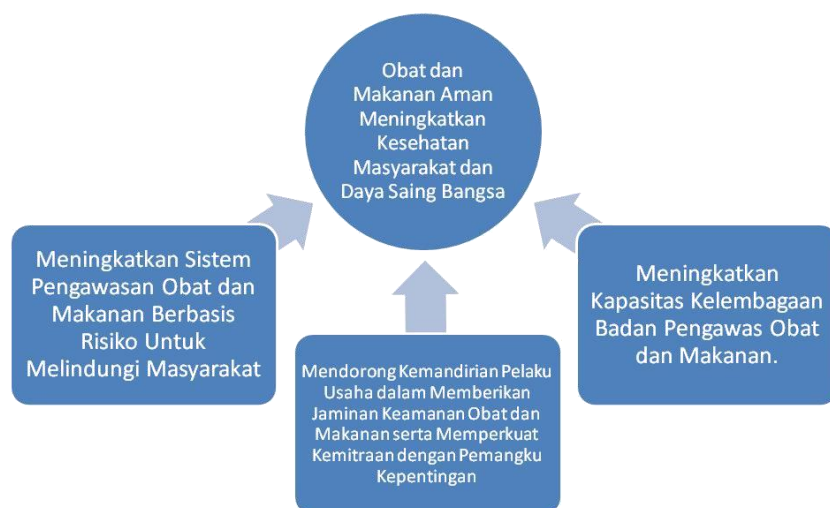 Obat dan
Makanan Aman
Meningkatkan
Kesehatan
Masyarakat dan
Daya Saing Bangsa
Meningkatkan Sistem
Pengawasan Obat dan
Makanan Berbasis
Risiko Untuk
Melindungi Masyarakat
Mendorong Kemandirian Pelaku
Usaha dalam Memberikan
Jaminan Keamanan Obat dan
Makanan serta Memperkuat
Kemitraan dengan Pemangku
Kepentingan
Meningkatkan
Kapasitas Kelembagaan
Badan Pengawas Obat
dan Makanan.